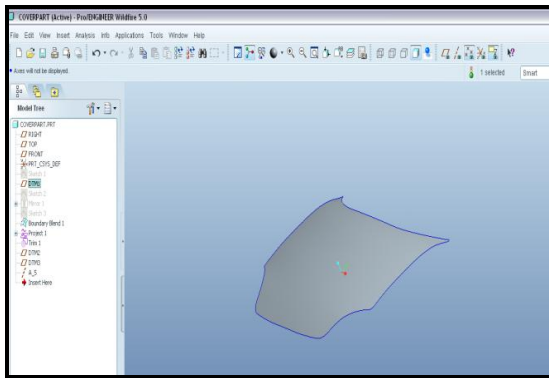 COVERPART (Active) - Pro/ENGINEER Wildfire 5.0
File Edit View Insert Analysis Info Applications Tools Window Help
Axes will not be displayed.
1 selected Smart
Model Tree
COVERPART.PRT
RIGHT
TOP
FRONT
PRT_CSYS_DEF
Sketch 1
DTM1
Sketch 2
Mirror 1
Sketch 3
Boundary Blend 1
Project 1
Trim 1
DTM2
DTM3
A_5
Insert Here